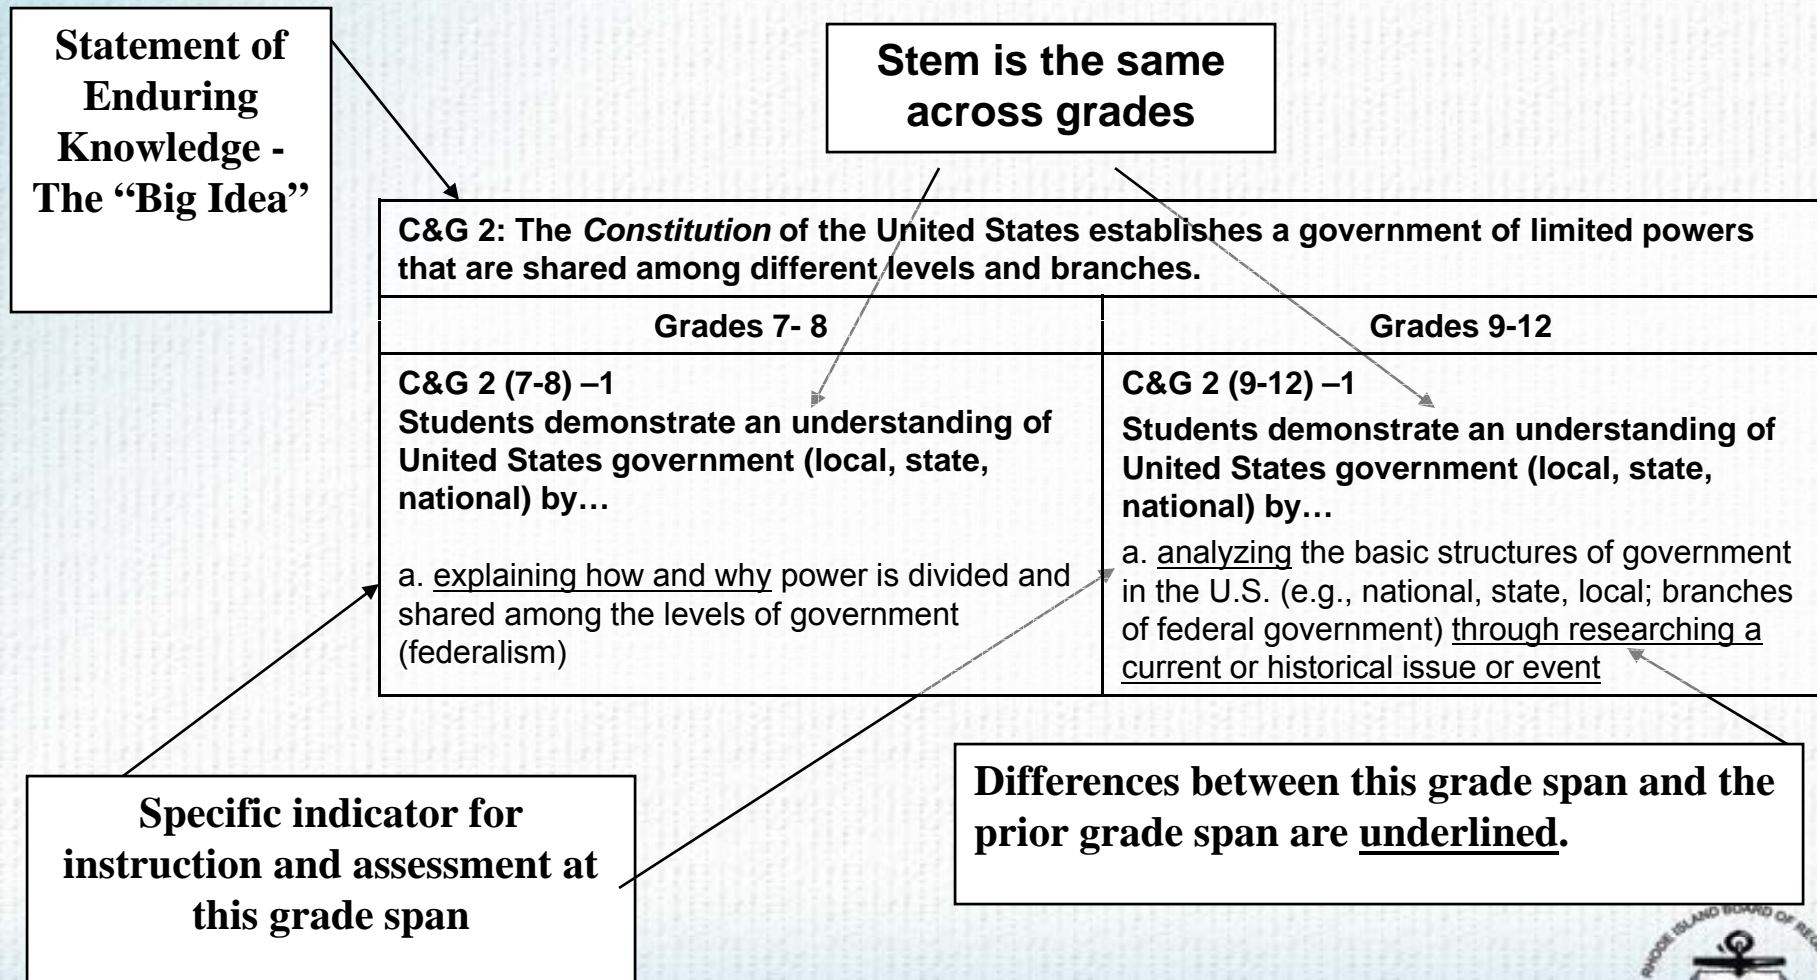 Statement of
Enduring
Knowledge -
The “Big Idea”
Stem is the same
across grades
C&G 2: The Constitution of the United States establishes a government of limited powers
that are shared among different levels and branches.
Grades 7- 8
Grades 9-12
C&G 2 (7-8) –1
Students demonstrate an understanding of
United States government (local, state,
national) by…
a. explaining how and why power is divided and
shared among the levels of government
(federalism)
C&G 2 (9-12) –1
Students demonstrate an understanding of
United States government (local, state,
national) by…
a. analyzing the basic structures of government
in the U.S. (e.g., national, state, local; branches
of federal government) through researching a
current or historical issue or event
Specific indicator for
instruction and assessment at
this grade span
Differences between this grade span and the
prior grade span are underlined.
RHODE ISLAND BOARD OF